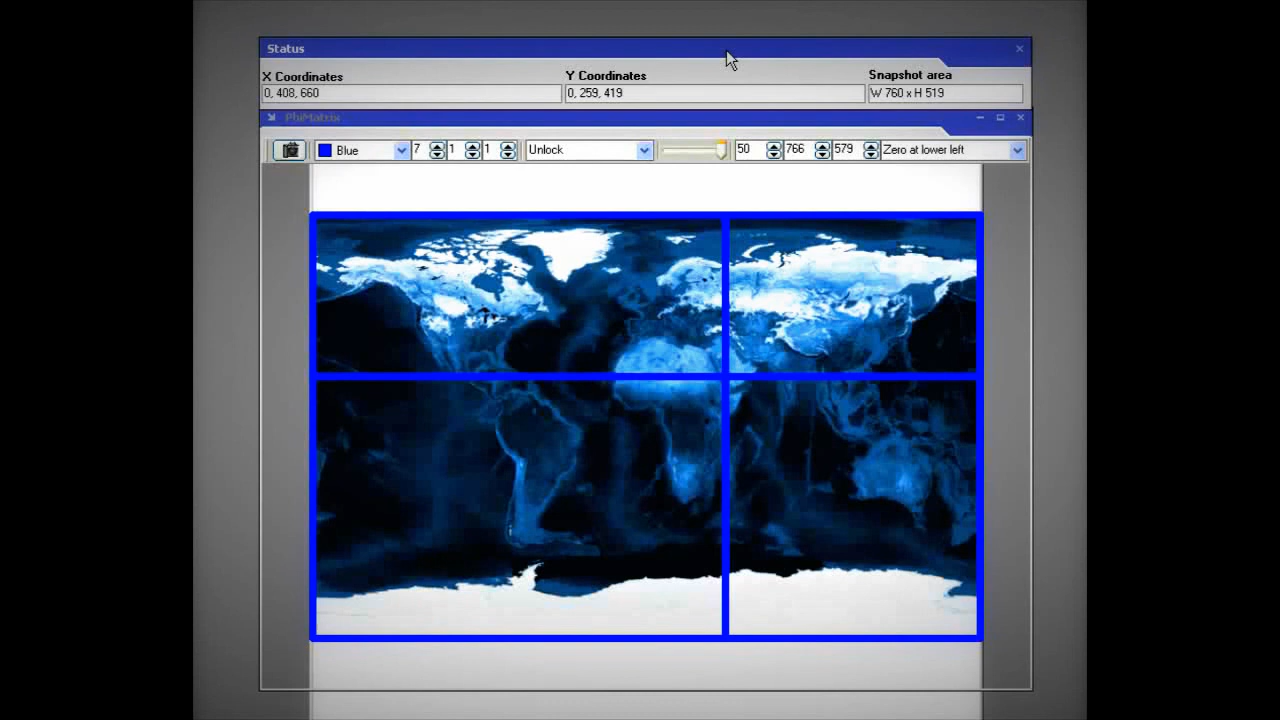 Status
X Coordinates Y Coordinates Snapshot area
0, 408, 660 0, 259, 419 W 760 x H 519
PhiMatrix
Blue 7 1 1 Unlock 50 766 579 Zero at lower left